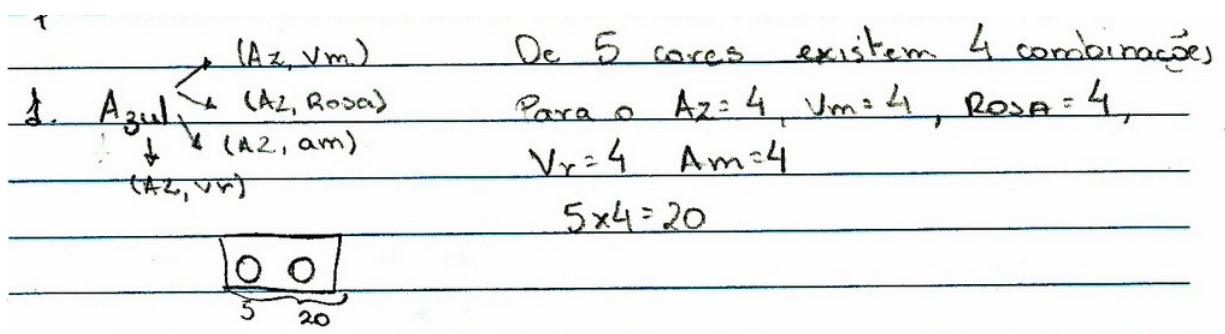 (Az, Vm)
De 5 cores existem 4 combinações
1. Azul
(Az, Rosa)
Para o Az = 4, Vm = 4, ROSA = 4,
(Az, am)
Vr = 4 Am = 4
(Az, vr)
5x4 = 20
5 20